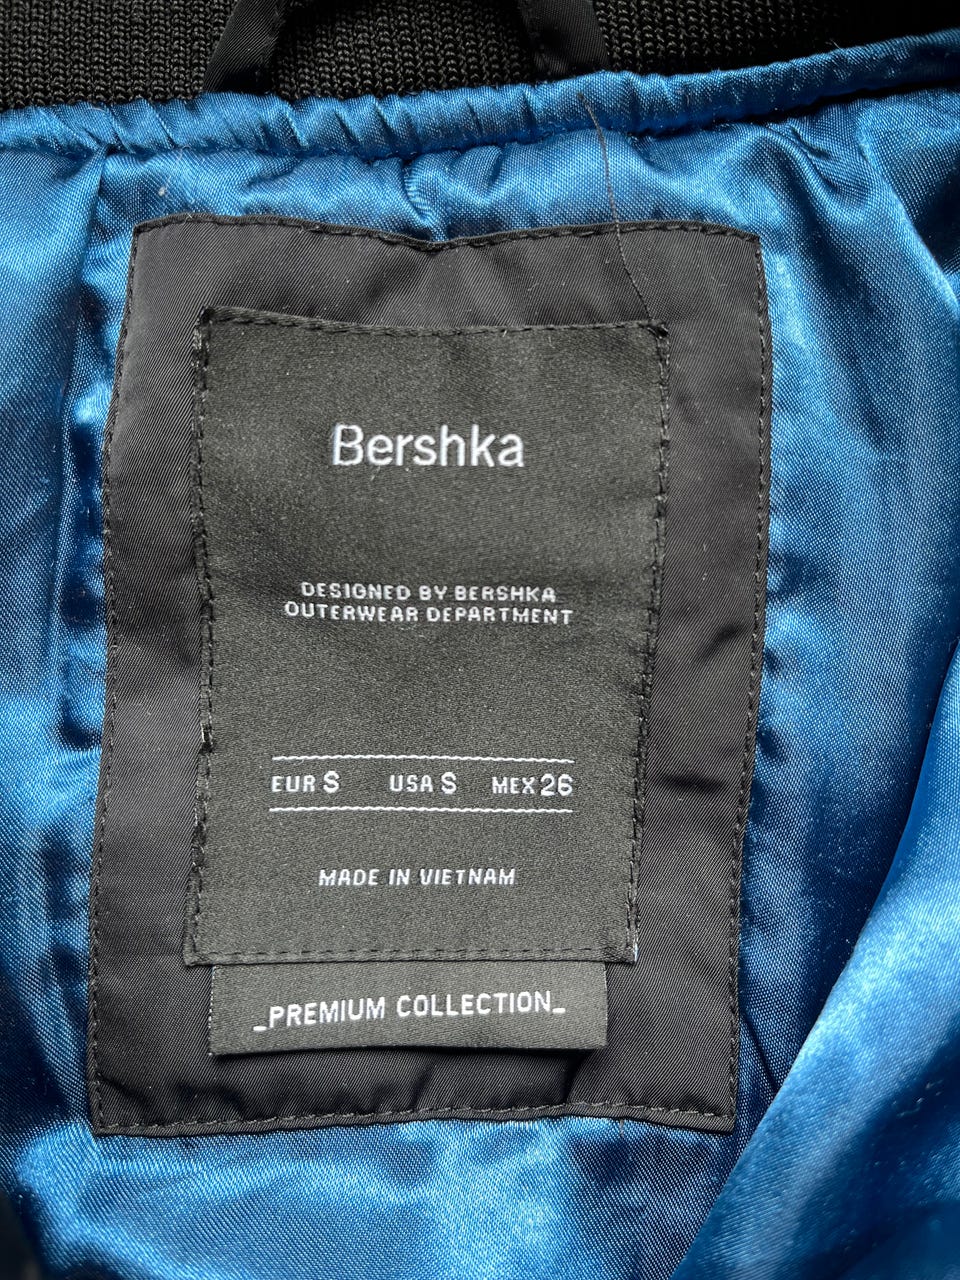 Bershka
DESIGNED BY BERSHKA
OUTERWEAR DEPARTMENT
EUR S USA S MEX 26
MADE IN VIETNAM
_PREMIUM COLLECTION_